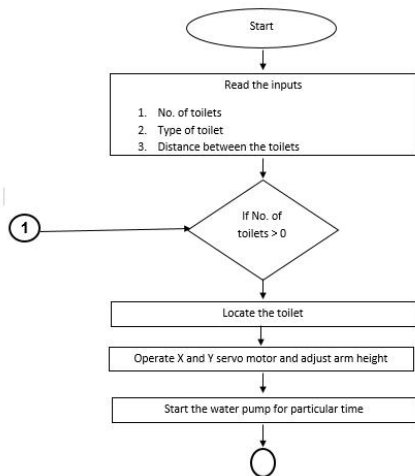 Start
Read the inputs
1. No. of toilets
2. Type of toilet
3. Distance between the toilets
If No. of
toilets > 0
1
Locate the toilet
Operate X and Y servo motor and adjust arm height
Start the water pump for particular time